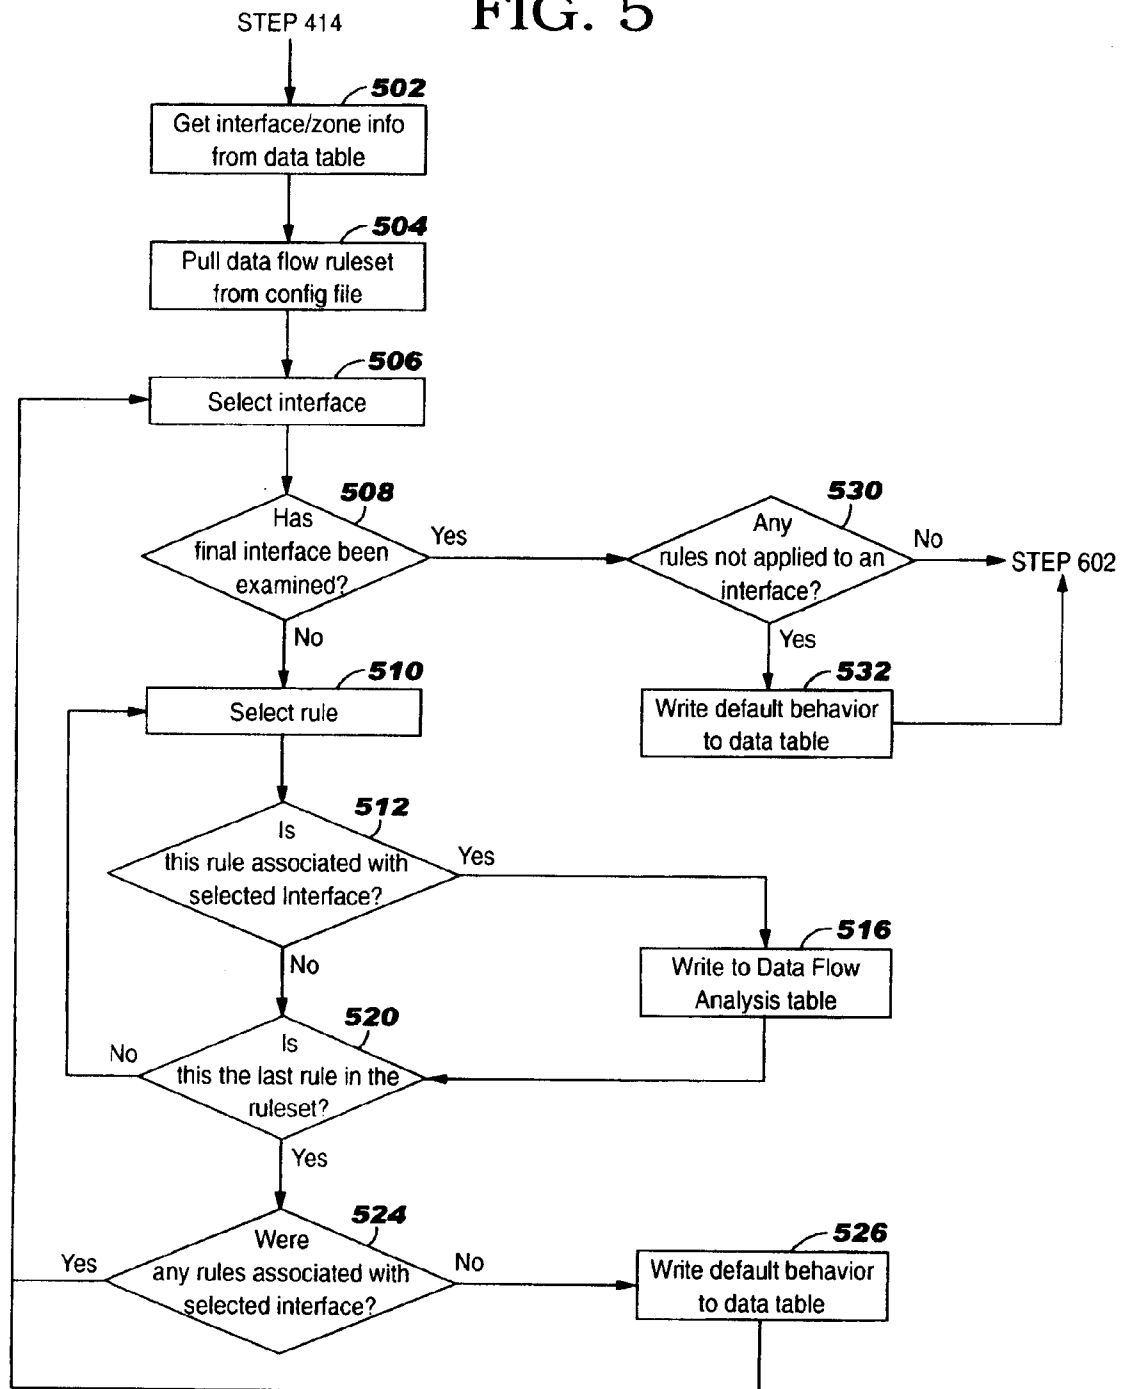 FIG. 5
STEP 414
502
Get interface/zone info
from data table
504
Pull data flow ruleset
from config file
506
Select interface
508
Has
final interface been
examined?
Yes
No
530
Any
rules not applied to an
interface?
No
STEP 602
Yes
532
Write default behavior
to data table
510
Select rule
512
Is
this rule associated with
selected Interface?
Yes
No
516
Write to Data Flow
Analysis table
520
Is
this the last rule in the
ruleset?
No
Yes
524
Were
any rules associated with
selected interface?
Yes
No
526
Write default behavior
to data table